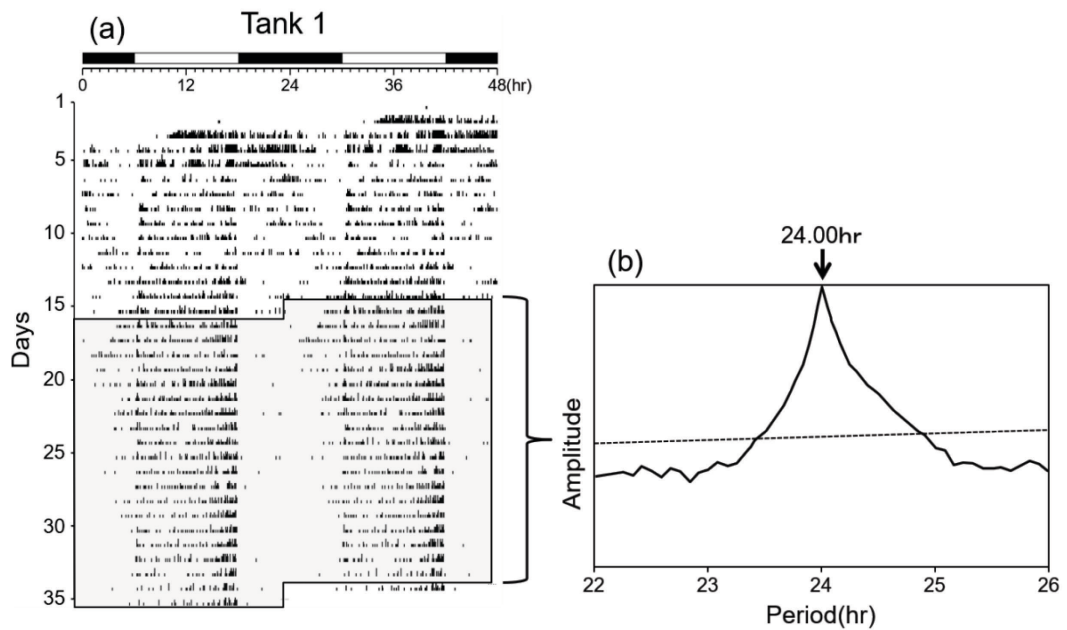 (a) Tank 1
0 12 24 36 48(hr)
Days
1
5
10
15
20
25
30
35
(b)
24.00hr
Amplitude
22 23 24 25 26
Period(hr)